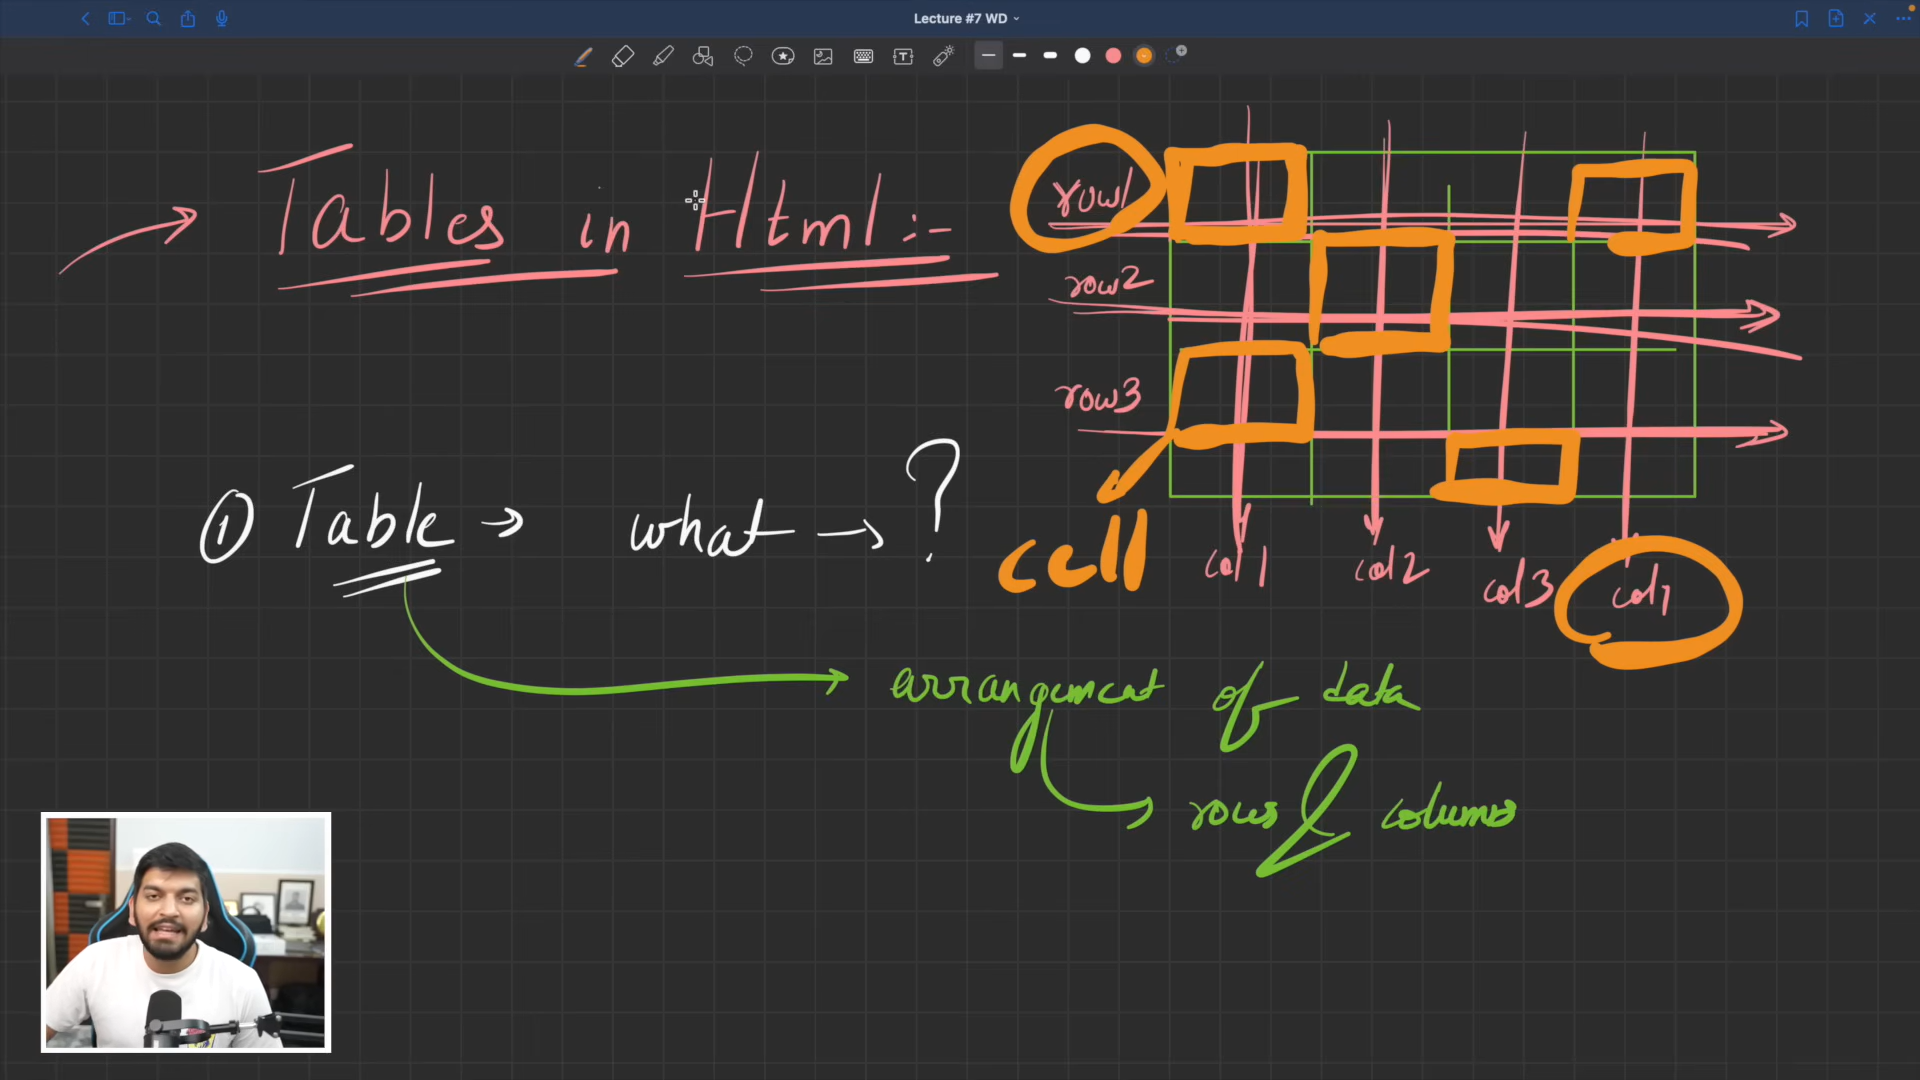 Lecture #7 WD
Tables in Html :-
row1
row2
row3
① Table → what → ?
cell
col1
col2
col3
col1
arrangement of data
rows & columns